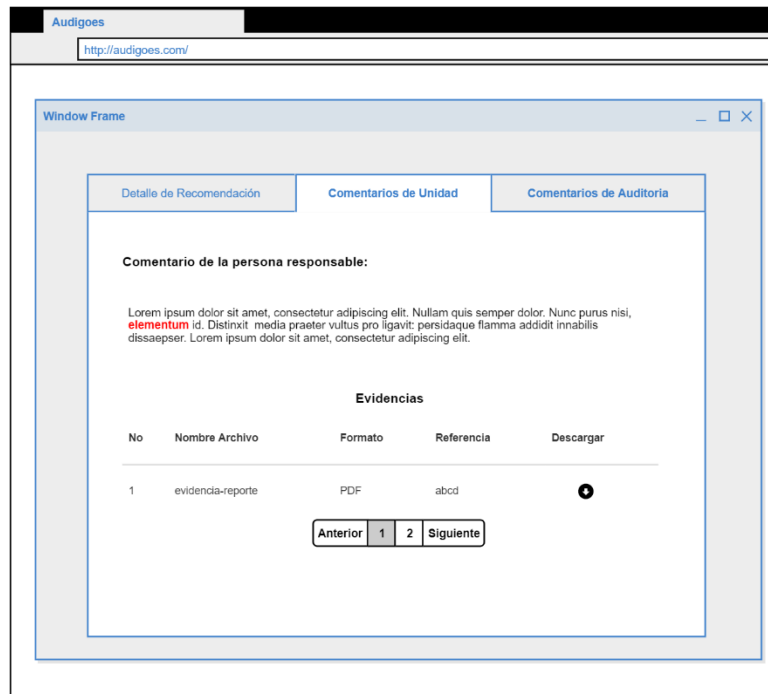 Audigoes
http://audigoes.com/
Window Frame
Detalle de Recomendación
Comentarios de Unidad
Comentarios de Auditoria
Comentario de la persona responsable:
Lorem ipsum dolor sit amet, consectetur adipiscing elit. Nullam quis semper dolor. Nunc purus nisi,
elementum id. Distinxit media praeter vultus pro ligavit: persidaque flamma addidit innabilis
dissaepser. Lorem ipsum dolor sit amet, consectetur adipiscing elit.
Evidencias
No Nombre Archivo Formato Referencia Descargar
1 evidencia-reporte PDF abcd
Anterior 1 2 Siguiente